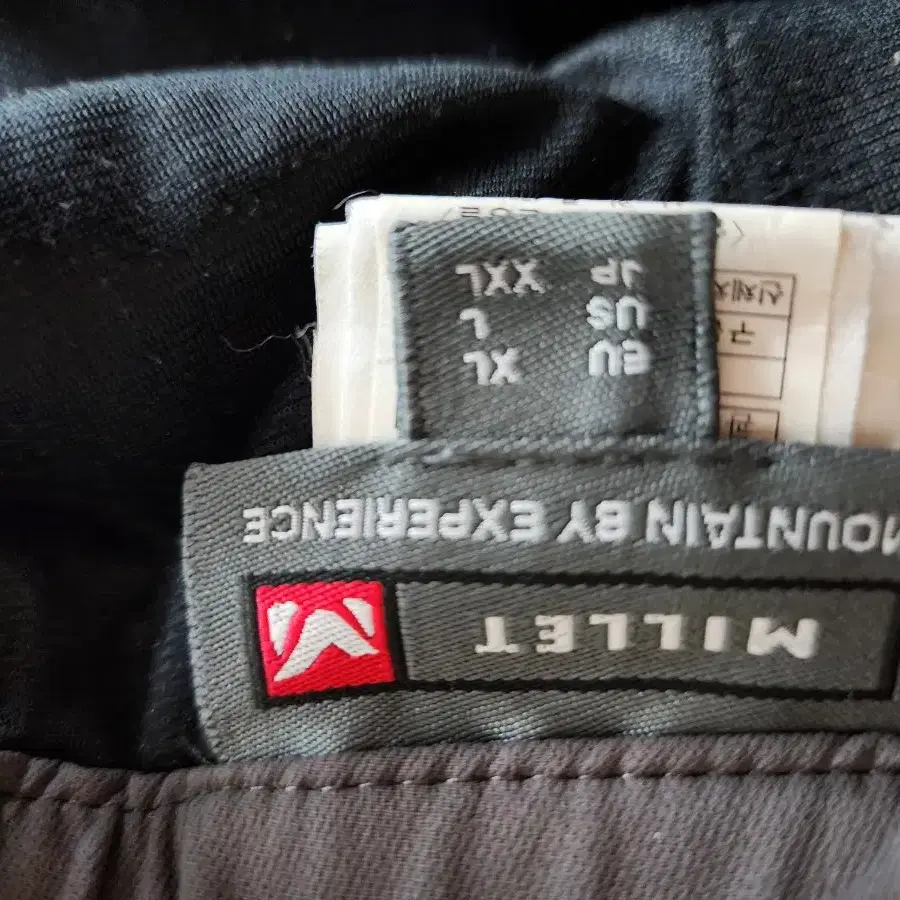 MILLET
MOUNTAIN BY EXPERIENCE
EU XL
US L
JP XXL